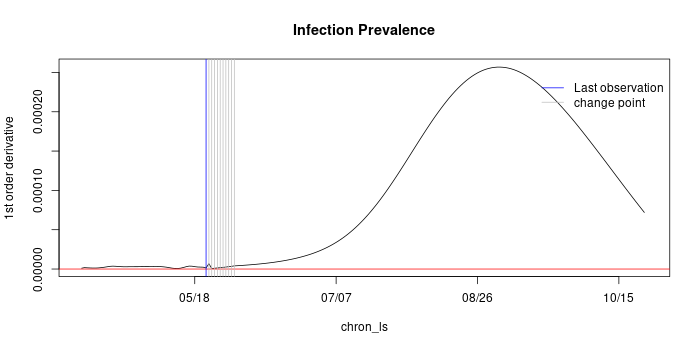 Infection Prevalence
1st order derivative
0.00020
0.00010
0.00000
Last observation
change point
05/18
07/07
08/26
10/15
chron_ls